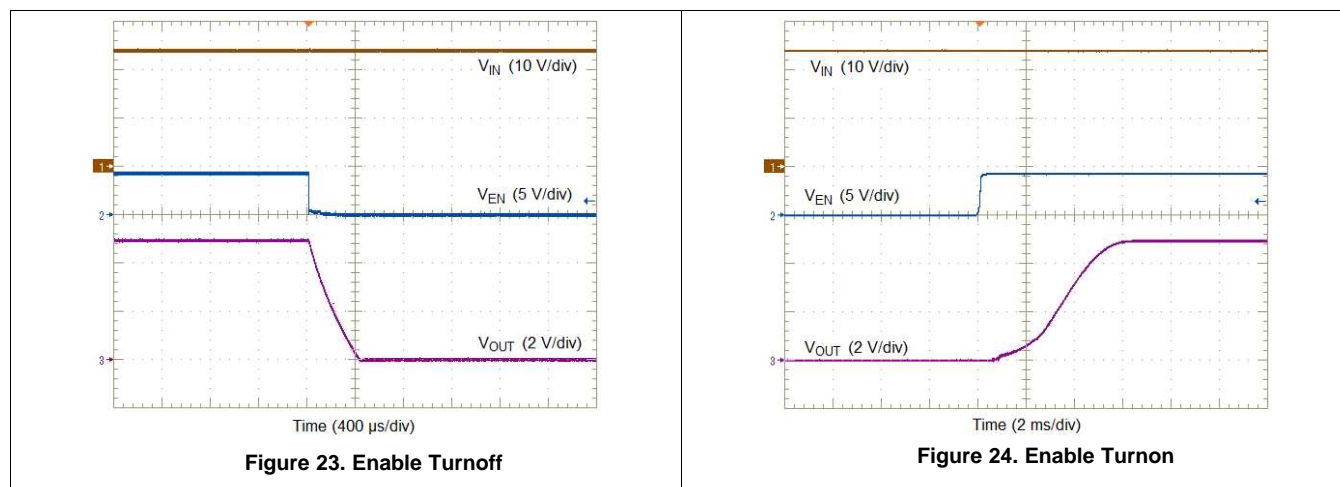 1
V_IN (10 V/div)
2
V_EN (5 V/div)
3
V_OUT (2 V/div)
Time (400 µs/div)
Figure 23. Enable Turnoff
V_IN (10 V/div)
1
2
V_EN (5 V/div)
3
V_OUT (2 V/div)
Time (2 ms/div)
Figure 24. Enable Turnon